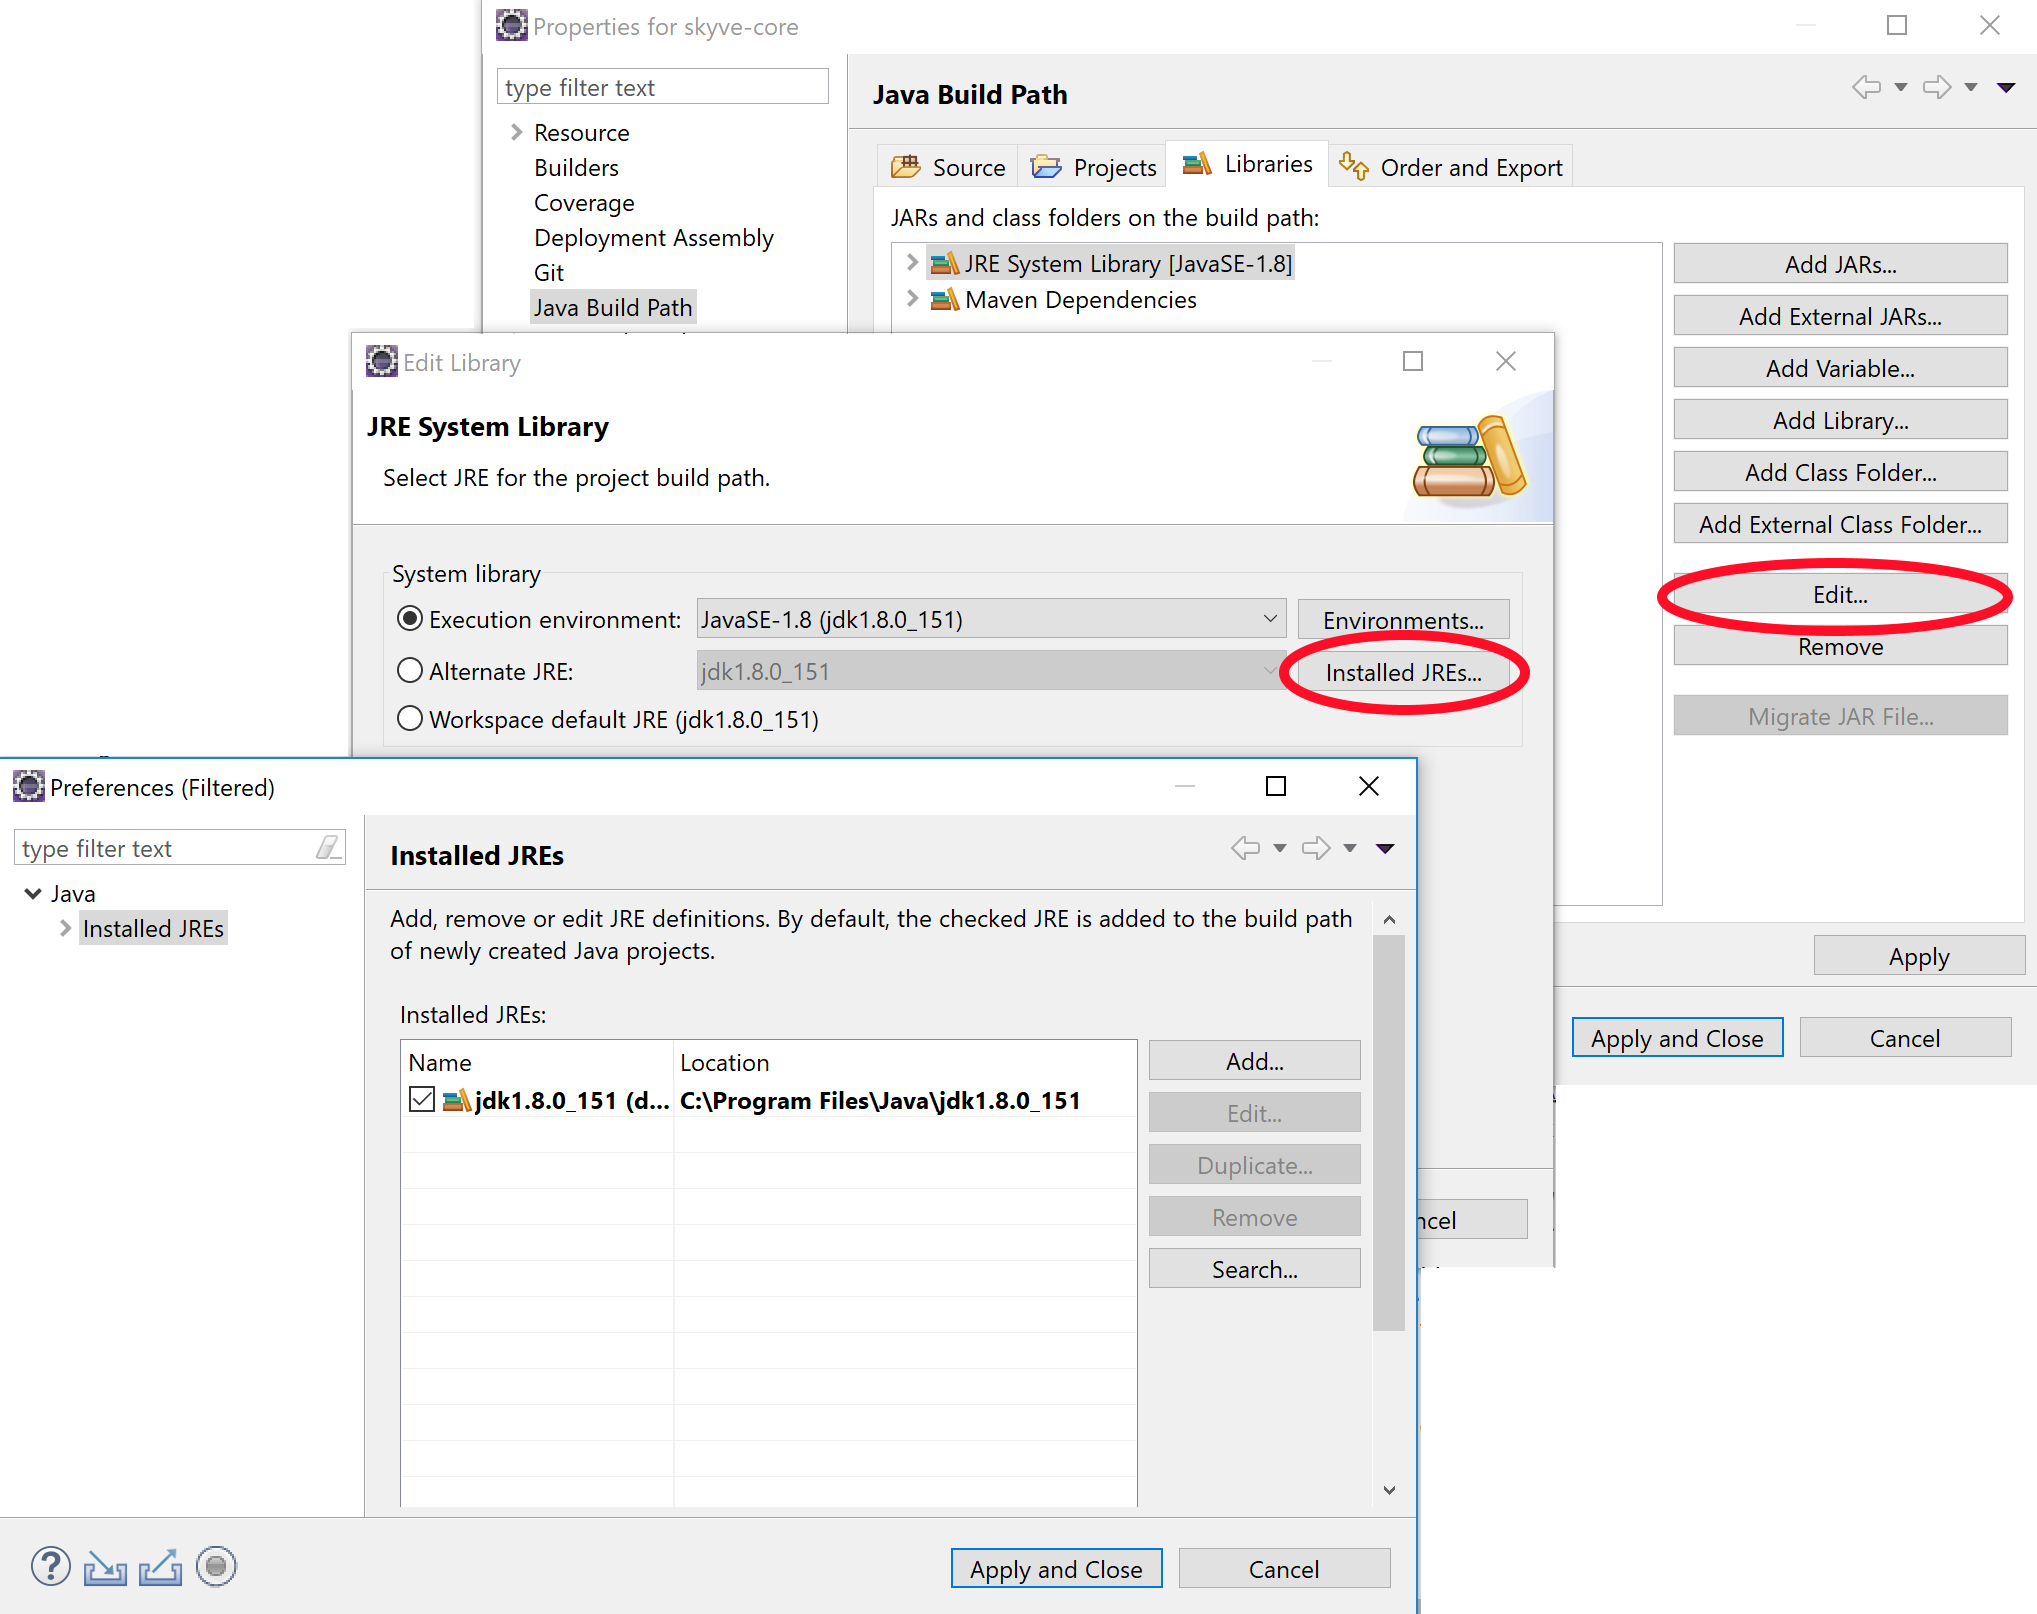 Properties for skyve-core
type filter text
Resource
Builders
Coverage
Deployment Assembly
Git
Java Build Path
Java Build Path
Source
Projects
Libraries
Order and Export
JARs and class folders on the build path:
JRE System Library [JavaSE-1.8]
Maven Dependencies
Add JARs...
Add External JARs...
Add Variable...
Add Library...
Add Class Folder...
Add External Class Folder...
Edit...
Remove
Migrate JAR File...
Apply
Apply and Close
Cancel
Edit Library
JRE System Library
Select JRE for the project build path.
System library
Execution environment:
JavaSE-1.8 (jdk1.8.0_151)
Environments...
Alternate JRE:
jdk1.8.0_151
Installed JREs...
Workspace default JRE (jdk1.8.0_151)
Preferences (Filtered)
type filter text
Java
Installed JREs
Installed JREs
Add, remove or edit JRE definitions. By default, the checked JRE is added to the build path
of newly created Java projects.
Installed JREs:
Name
Location
jdk1.8.0_151 (d...
C:\Program Files\Java\jdk1.8.0_151
Add...
Edit...
Duplicate...
Remove
Search...
Apply and Close
Cancel